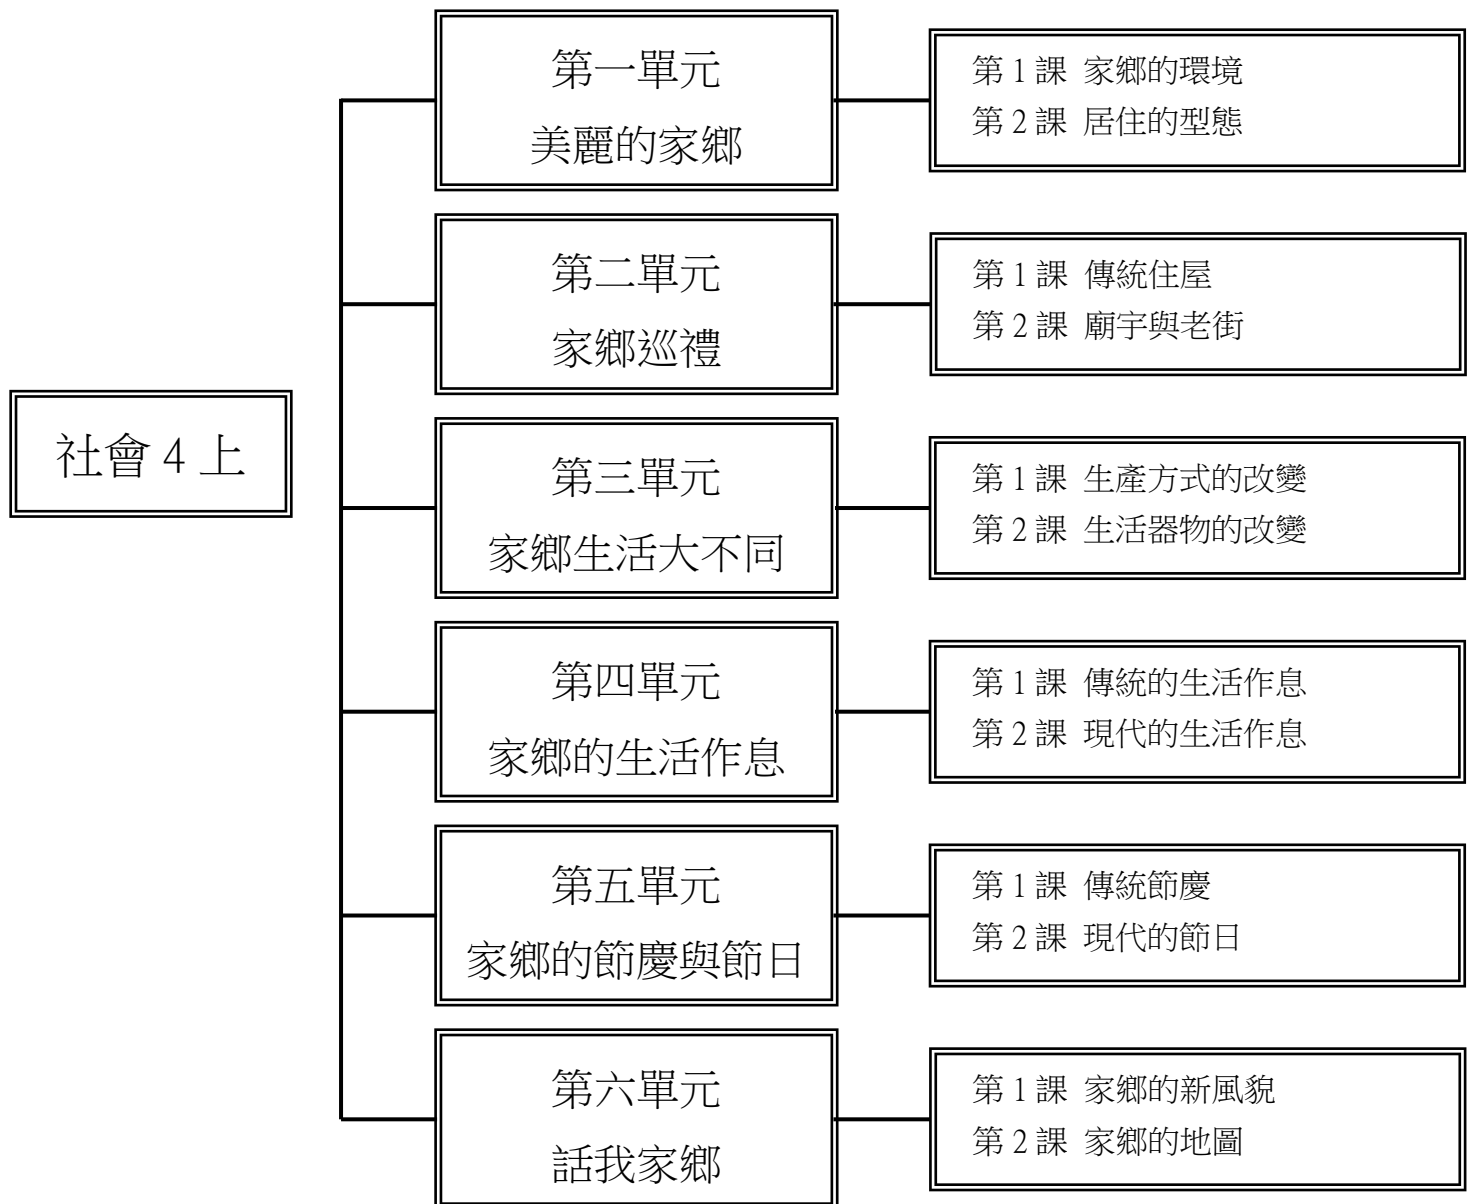 社會 4 上
第一單元
美麗的家鄉
第 1 課 家鄉的環境
第 2 課 居住的型態
第二單元
家鄉巡禮
第 1 課 傳統住屋
第 2 課 廟宇與老街
第三單元
家鄉生活大不同
第 1 課 生產方式的改變
第 2 課 生活器物的改變
第四單元
家鄉的生活作息
第 1 課 傳統的生活作息
第 2 課 現代的生活作息
第五單元
家鄉的節慶與節日
第 1 課 傳統節慶
第 2 課 現代的節日
第六單元
話我家鄉
第 1 課 家鄉的新風貌
第 2 課 家鄉的地圖